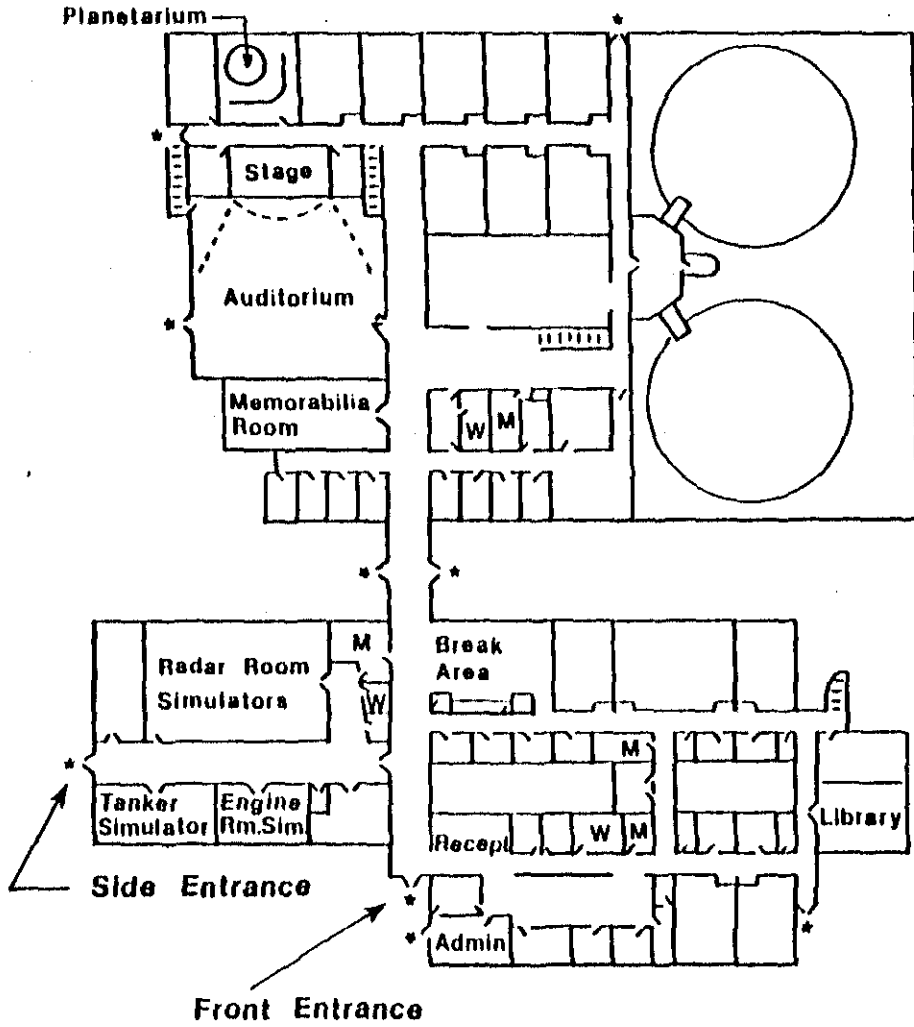 Planetarium
*
*
Stage
Auditorium
*
Memorabilia
Room
W M
* *
M
Break
Area
Radar Room
Simulators
W
*
M
Tanker
Simulator
Engine
Rm.Sim.
Recept
W M
Library
Side Entrance
*
*
*
Admin
Front Entrance